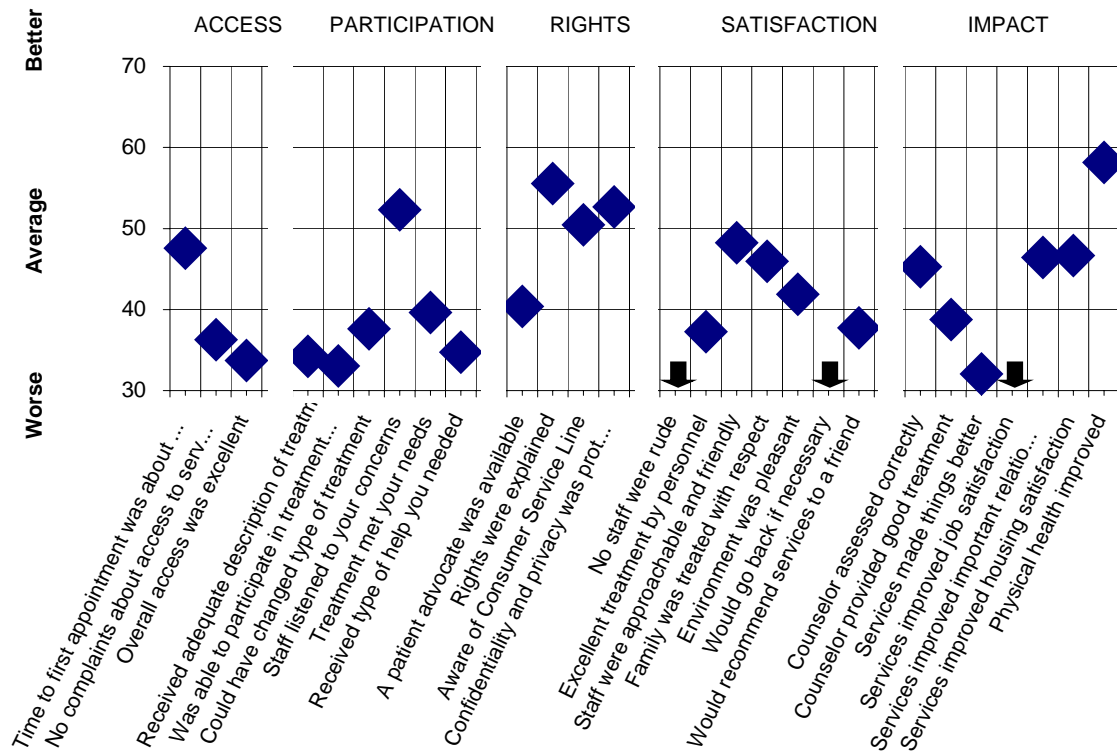 ACCESS
PARTICIPATION
RIGHTS
SATISFACTION
IMPACT
Better
Average
Worse
70
60
50
40
30
Time to first appointment was about ...
No complaints about access to serv...
Overall access was excellent
Received adequate description of treatm
Was able to participate in treatment...
Could have changed type of treatment
Staff listened to your concerns
Treatment met your needs
Received type of help you needed
A patient advocate was available
Rights were explained
Aware of Consumer Service Line
Confidentiality and privacy was prot...
No staff were rude
Excellent treatment by personnel
Staff were approachable and friendly
Family was treated with respect
Environment was pleasant
Would go back if necessary
Would recommend services to a friend
Counselor assessed correctly
Counselor provided good treatment
Services made things better
Services improved job satisfaction
Services improved important relatio...
Services improved housing satisfaction
Physical health improved